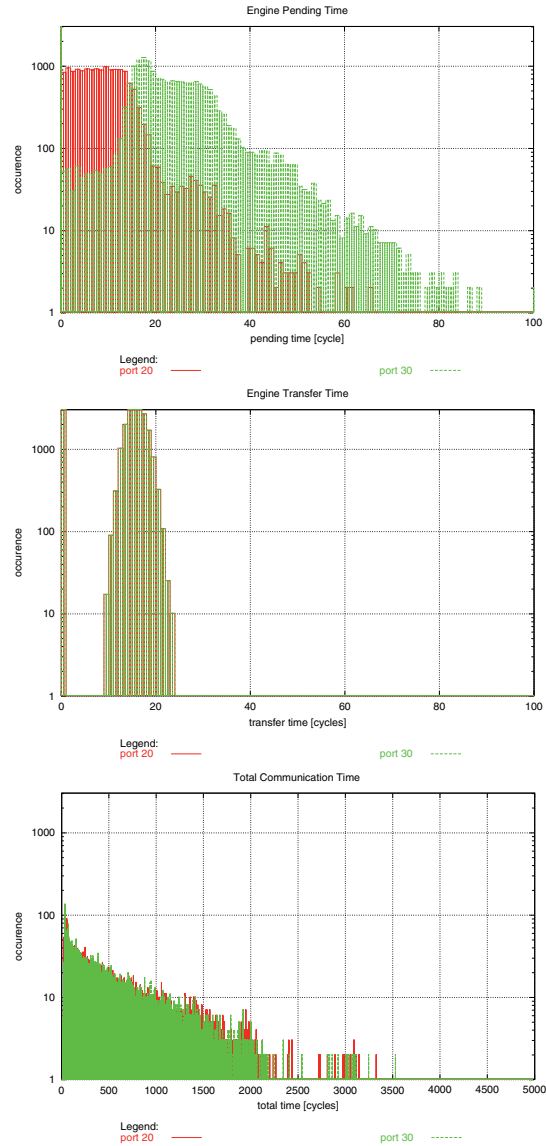 Engine Pending Time
1000
100
10
1
occurence
0 20 40 60 80 100
pending time [cycle]
Legend:
port 20 port 30
Engine Transfer Time
1000
100
10
1
occurence
0 20 40 60 80 100
transfer time [cycles]
Legend:
port 20 port 30
Total Communication Time
1000
100
10
1
occurence
0 500 1000 1500 2000 2500 3000 3500 4000 4500 5000
total time [cycles]
Legend:
port 20 port 30